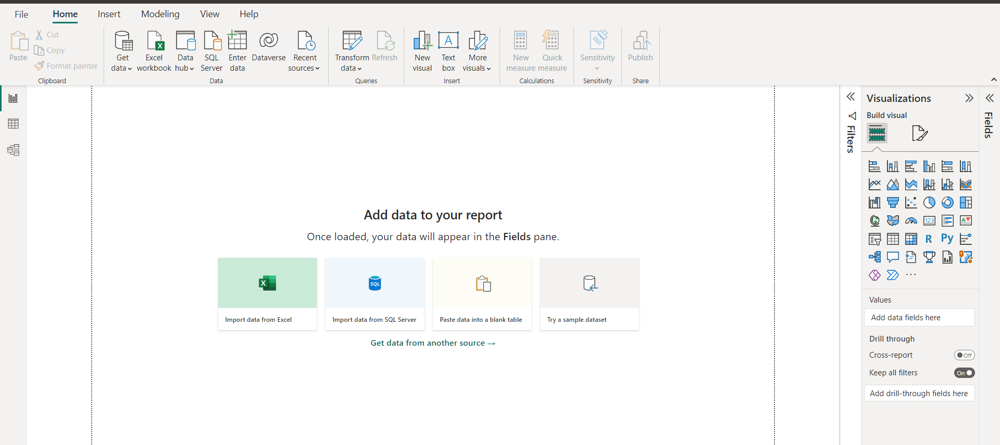 File Home Insert Modeling View Help
Paste
Cut
Copy
Format painter
Clipboard
Get data
Excel workbook
Data hub
SQL Server
Enter data
Dataverse
Recent sources
Data
Transform data
Refresh
Queries
New visual
Text box
A
More visuals
Insert
New measure
Quick measure
Calculations
Sensitivity
Sensitivity
Publish
Share
Add data to your report
Once loaded, your data will appear in the Fields pane.
X
Import data from Excel
SQL
Import data from SQL Server
Paste data into a blank table
Try a sample dataset
Get data from another source →
Filters
Visualizations
Build visual
123
R
Py
...
Values
Add data fields here
Drill through
Cross-report
Off
Keep all filters
On
Add drill-through fields here
Fields